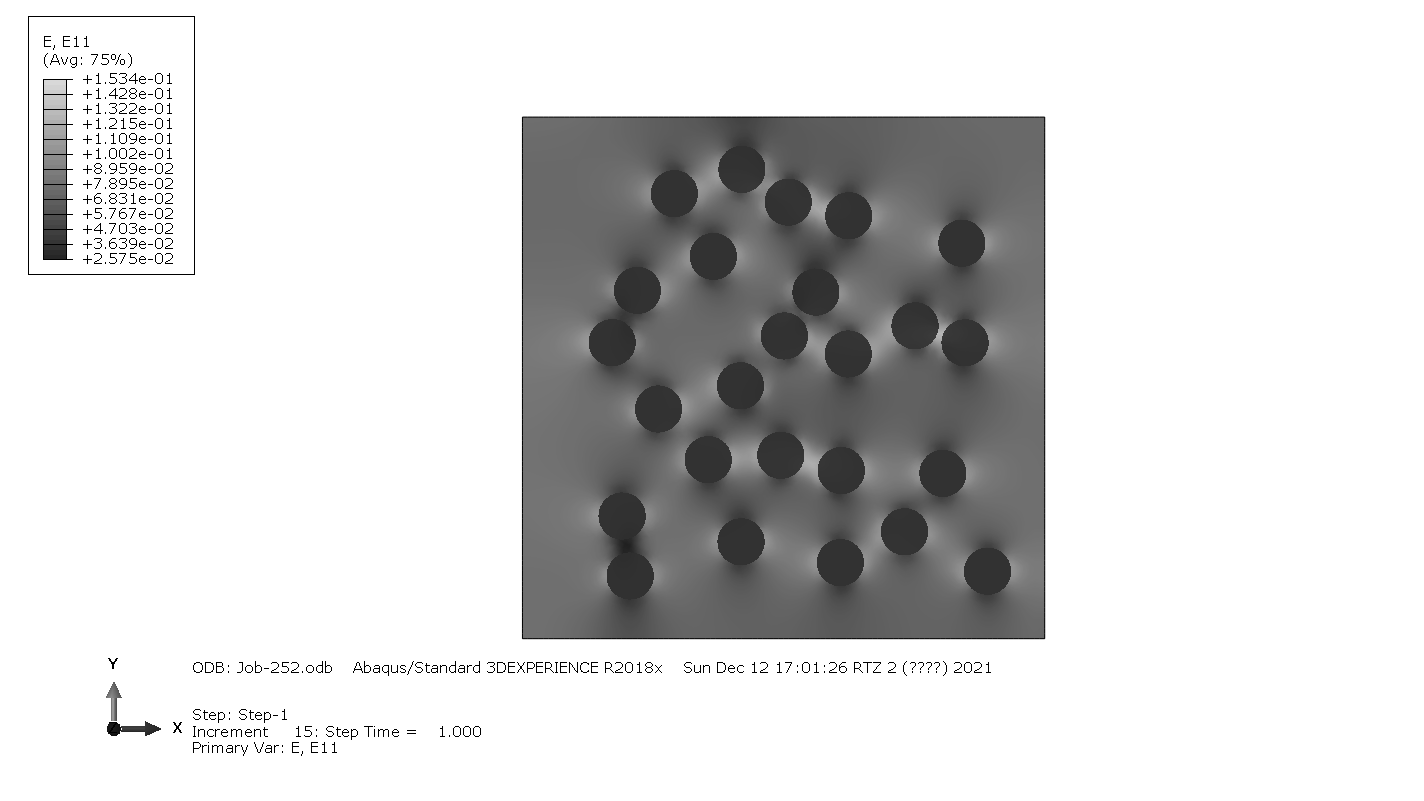 E, E11
(Avg: 75%)
+1.534e-01
+1.428e-01
+1.322e-01
+1.215e-01
+1.109e-01
+1.002e-01
+8.959e-02
+7.895e-02
+6.831e-02
+5.767e-02
+4.703e-02
+3.639e-02
+2.575e-02
Y
X
ODB: Job-252.odb    Abaqus/Standard 3DEXPERIENCE R2018x    Sun Dec 12 17:01:26 RTZ 2 (????) 2021
Step: Step-1
Increment     15: Step Time =    1.000
Primary Var: E, E11